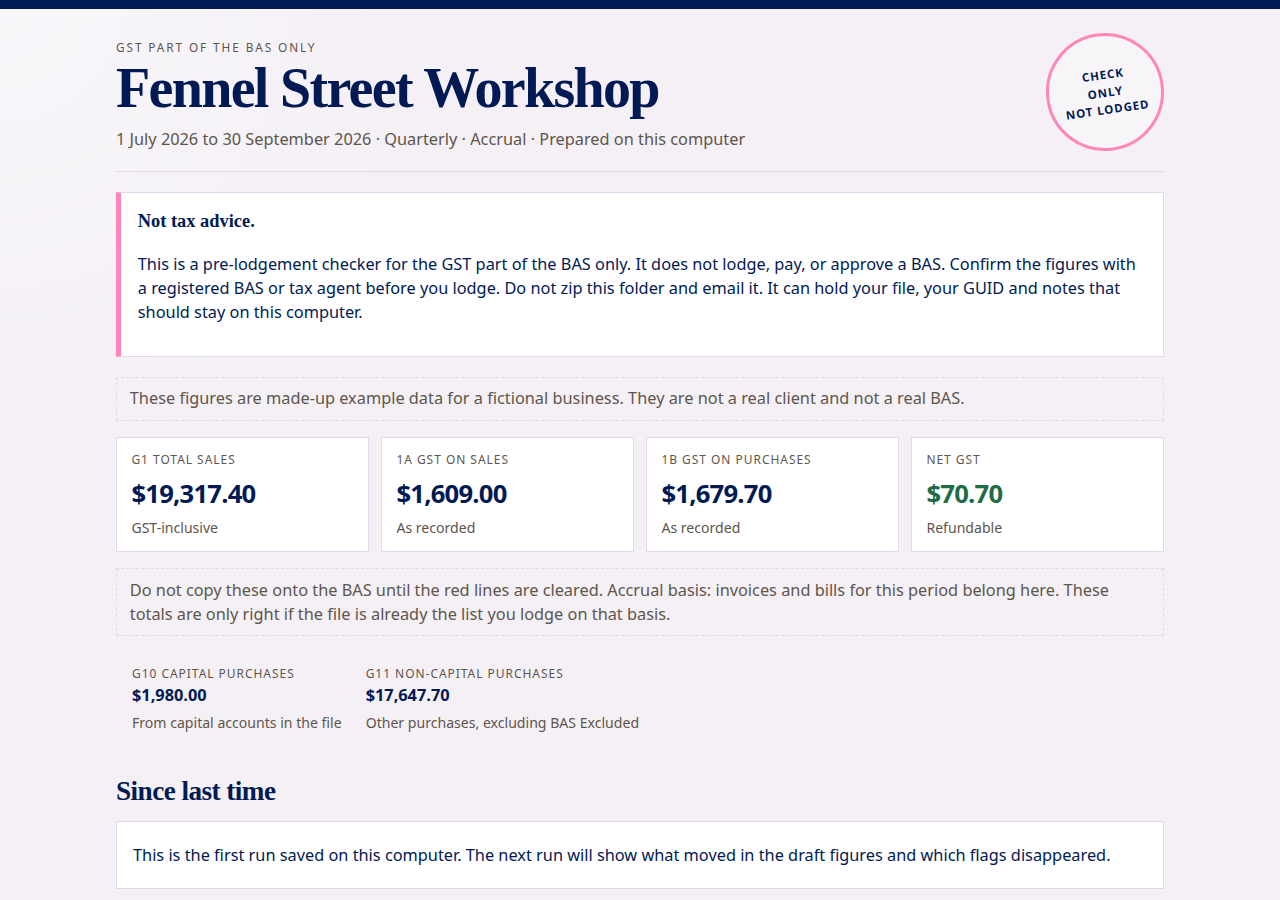 GST PART OF THE BAS ONLY
Fennel Street Workshop
1 July 2026 to 30 September 2026 · Quarterly · Accrual · Prepared on this computer
CHECK
ONLY
NOT LODGED
Not tax advice.
This is a pre-lodgement checker for the GST part of the BAS only. It does not lodge, pay, or approve a BAS. Confirm the figures with
a registered BAS or tax agent before you lodge. Do not zip this folder and email it. It can hold your file, your GUID and notes that
should stay on this computer.
These figures are made-up example data for a fictional business. They are not a real client and not a real BAS.
G1 TOTAL SALES
$19,317.40
GST-inclusive
1A GST ON SALES
$1,609.00
As recorded
1B GST ON PURCHASES
$1,679.70
As recorded
NET GST
$70.70
Refundable
Do not copy these onto the BAS until the red lines are cleared. Accrual basis: invoices and bills for this period belong here. These
totals are only right if the file is already the list you lodge on that basis.
G10 CAPITAL PURCHASES
$1,980.00
From capital accounts in the file
G11 NON-CAPITAL PURCHASES
$17,647.70
Other purchases, excluding BAS Excluded
Since last time
This is the first run saved on this computer. The next run will show what moved in the draft figures and which flags disappeared.